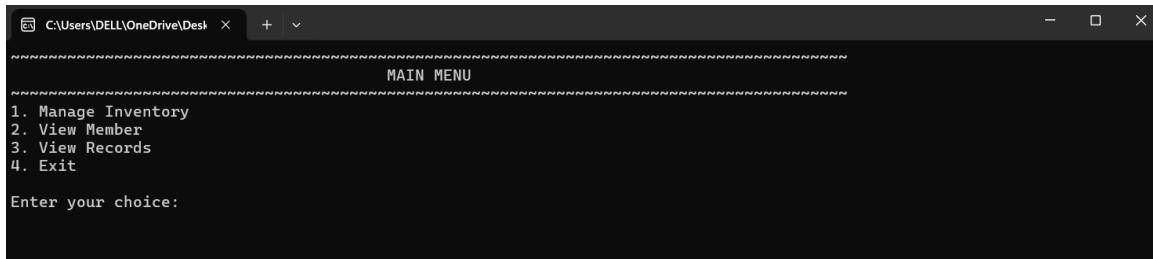 C:\Users\DELL\OneDrive\Desk
~~~~~~~~~~~~~~~~~~~~~~~~~~~~~~~~~~~~~~~~~~~~~~~~~~~~~~~~~~~~~~~~~~~~~~~~~~~~~~~~~~~~~~~~~
MAIN MENU
~~~~~~~~~~~~~~~~~~~~~~~~~~~~~~~~~~~~~~~~~~~~~~~~~~~~~~~~~~~~~~~~~~~~~~~~~~~~~~~~~~~~~~~~~
1. Manage Inventory
2. View Member
3. View Records
4. Exit
Enter your choice: